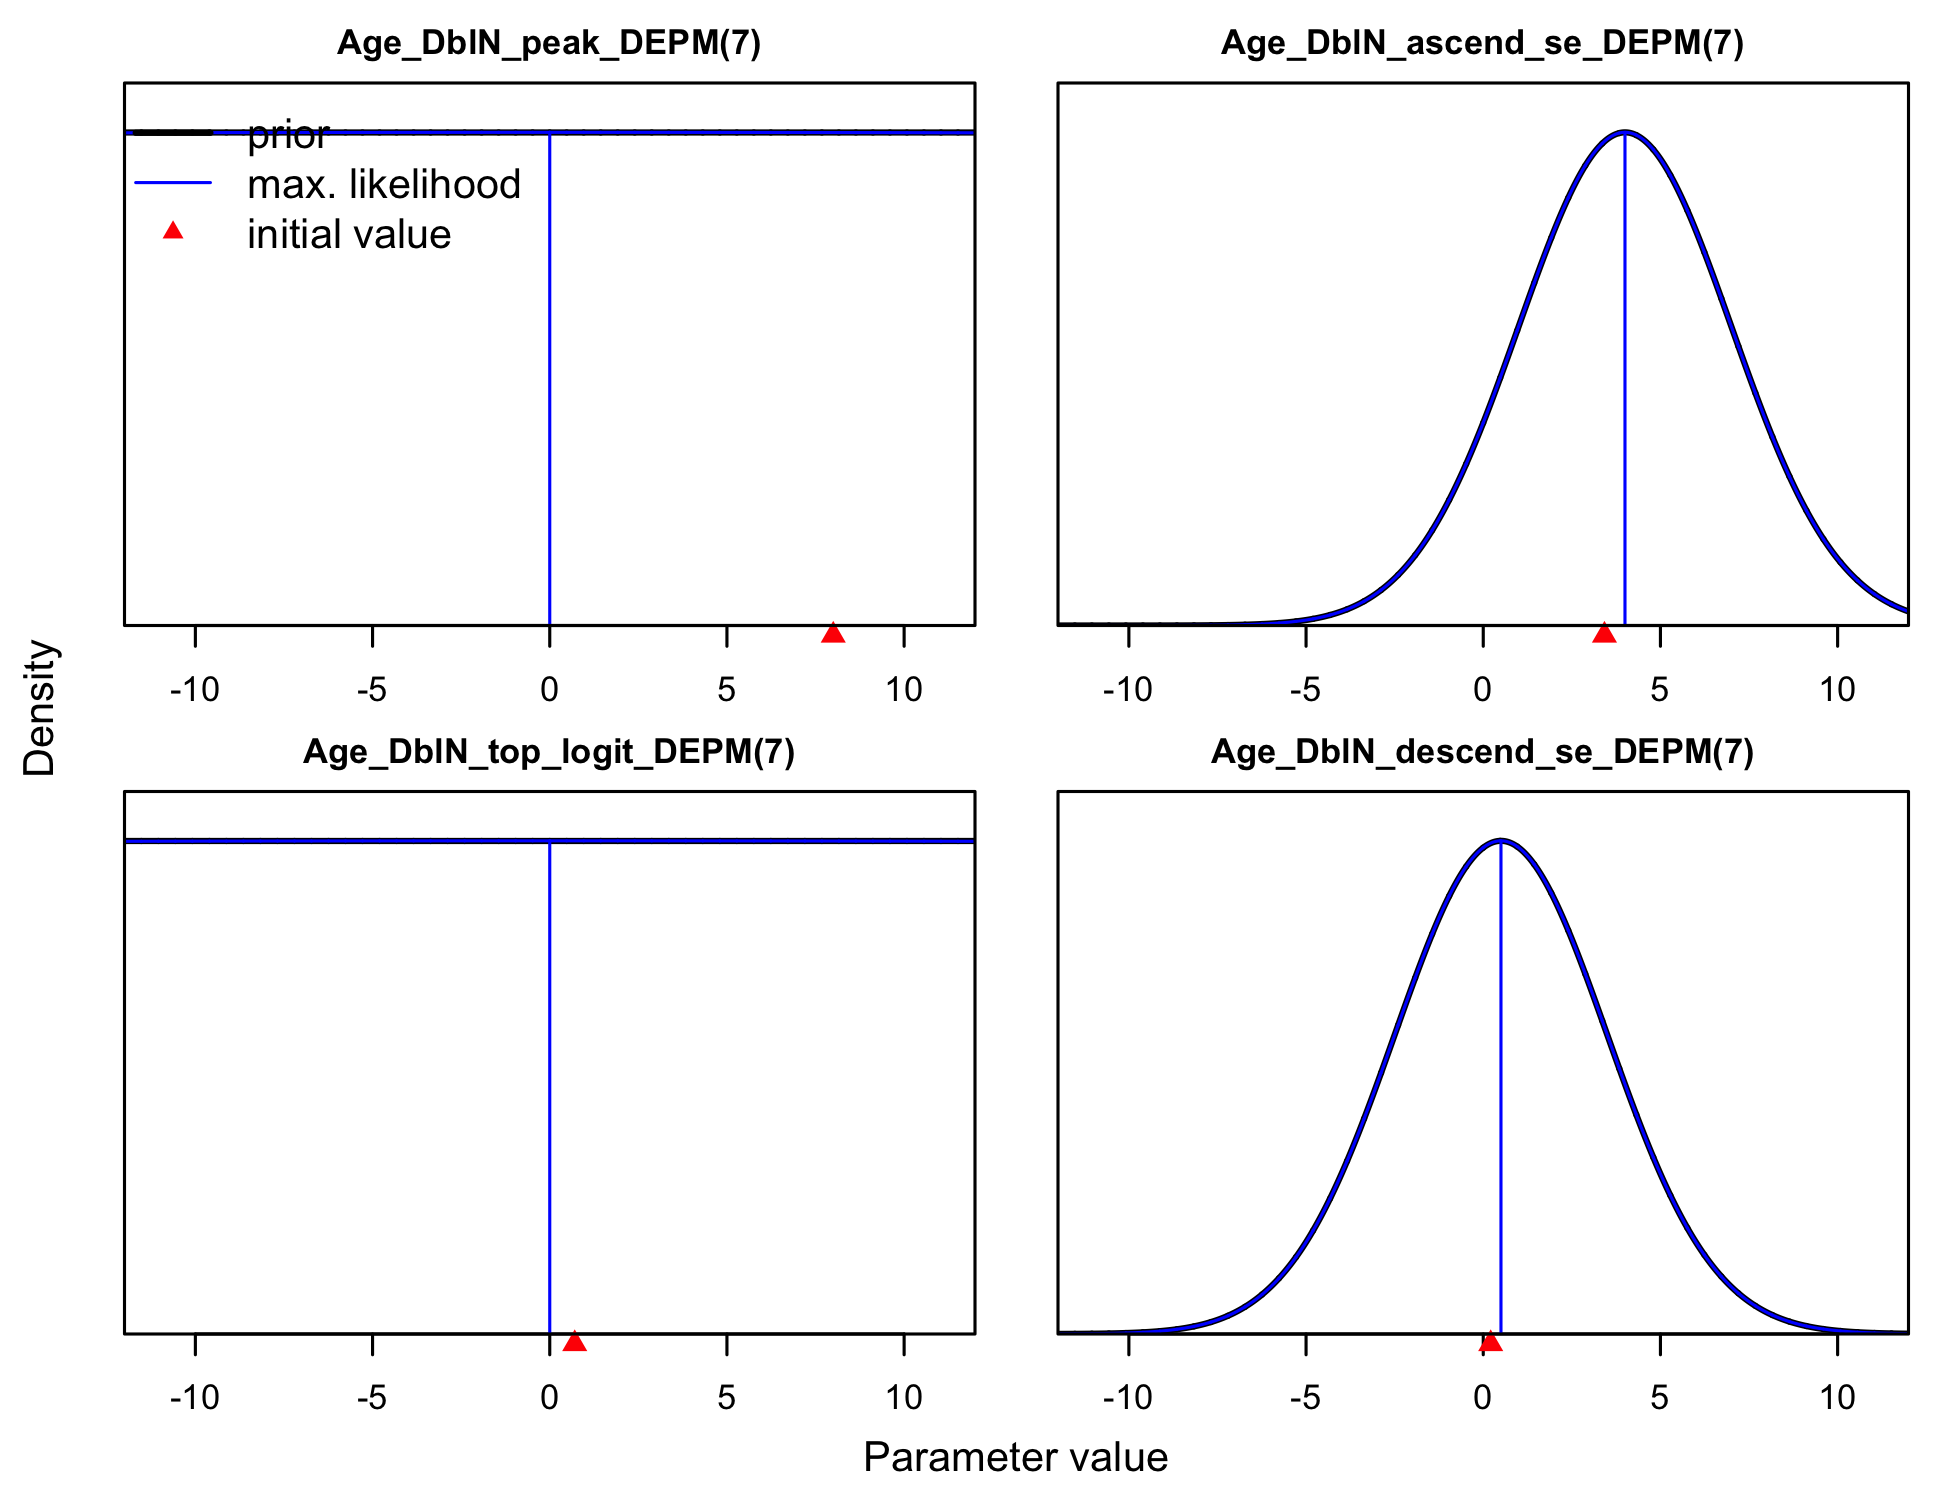 Age_DblN_peak_DEPM(7)
prior
max. likelihood
initial value
-10 -5 0 5 10
Age_DblN_ascend_se_DEPM(7)
-10 -5 0 5 10
Age_DblN_top_logit_DEPM(7)
-10 -5 0 5 10
Age_DblN_descend_se_DEPM(7)
-10 -5 0 5 10
Density
Parameter value